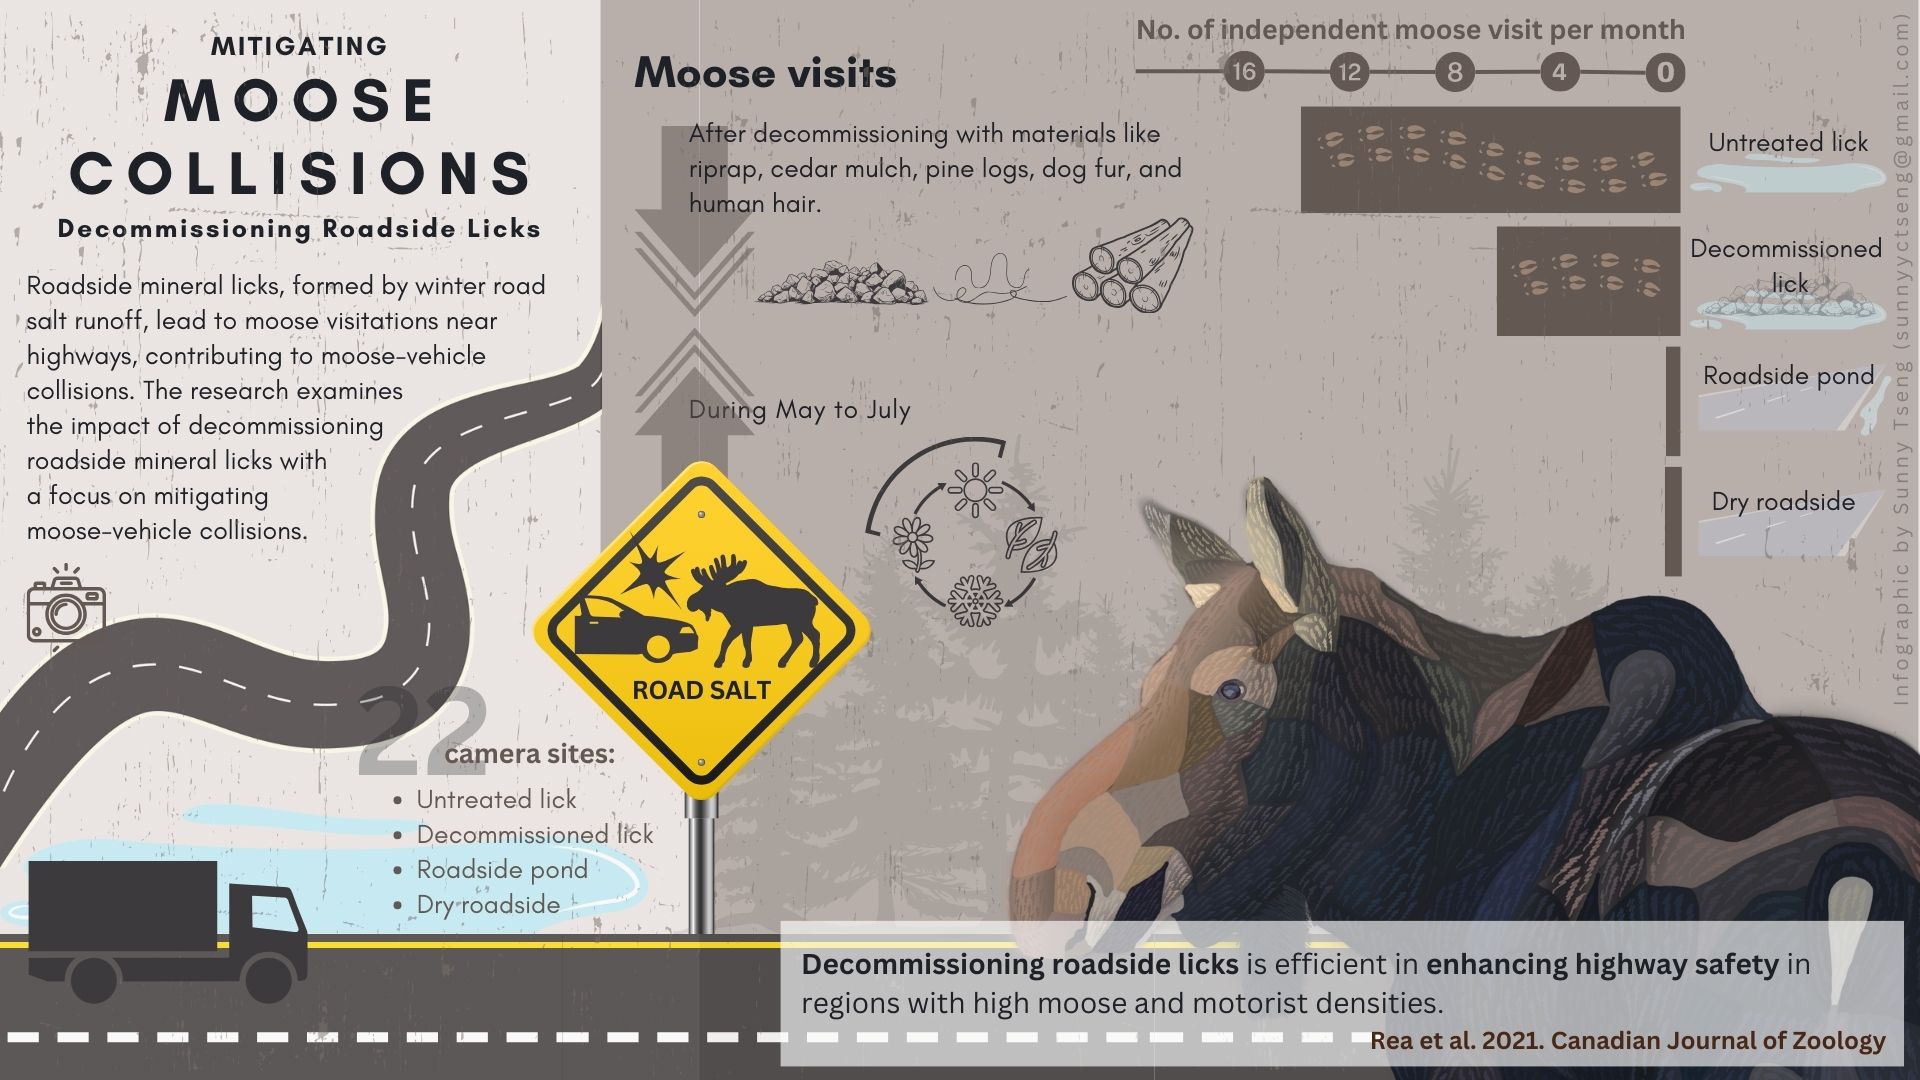 MITIGATING
MOOSE
COLLISIONS
Decommissioning Roadside Licks
Roadside mineral licks, formed by winter road
salt runoff, lead to moose visitations near
highways, contributing to moose-vehicle
collisions. The research examines
the impact of decommissioning
roadside mineral licks with
a focus on mitigating
moose-vehicle collisions.
22
camera sites:
• Untreated lick
• Decommissioned lick
• Roadside pond
• Dry roadside
ROAD SALT
Moose visits
After decommissioning with materials like
riprap, cedar mulch, pine logs, dog fur, and
human hair.
During May to July
No. of independent moose visit per month
16 12 8 4 0
Untreated lick
Decommissioned
lick
Roadside pond
Dry roadside
Infographic by Sunny Tseng (sunnyyctseng@gmail.com)
Decommissioning roadside licks is efficient in enhancing highway safety in
regions with high moose and motorist densities.
Rea et al. 2021. Canadian Journal of Zoology